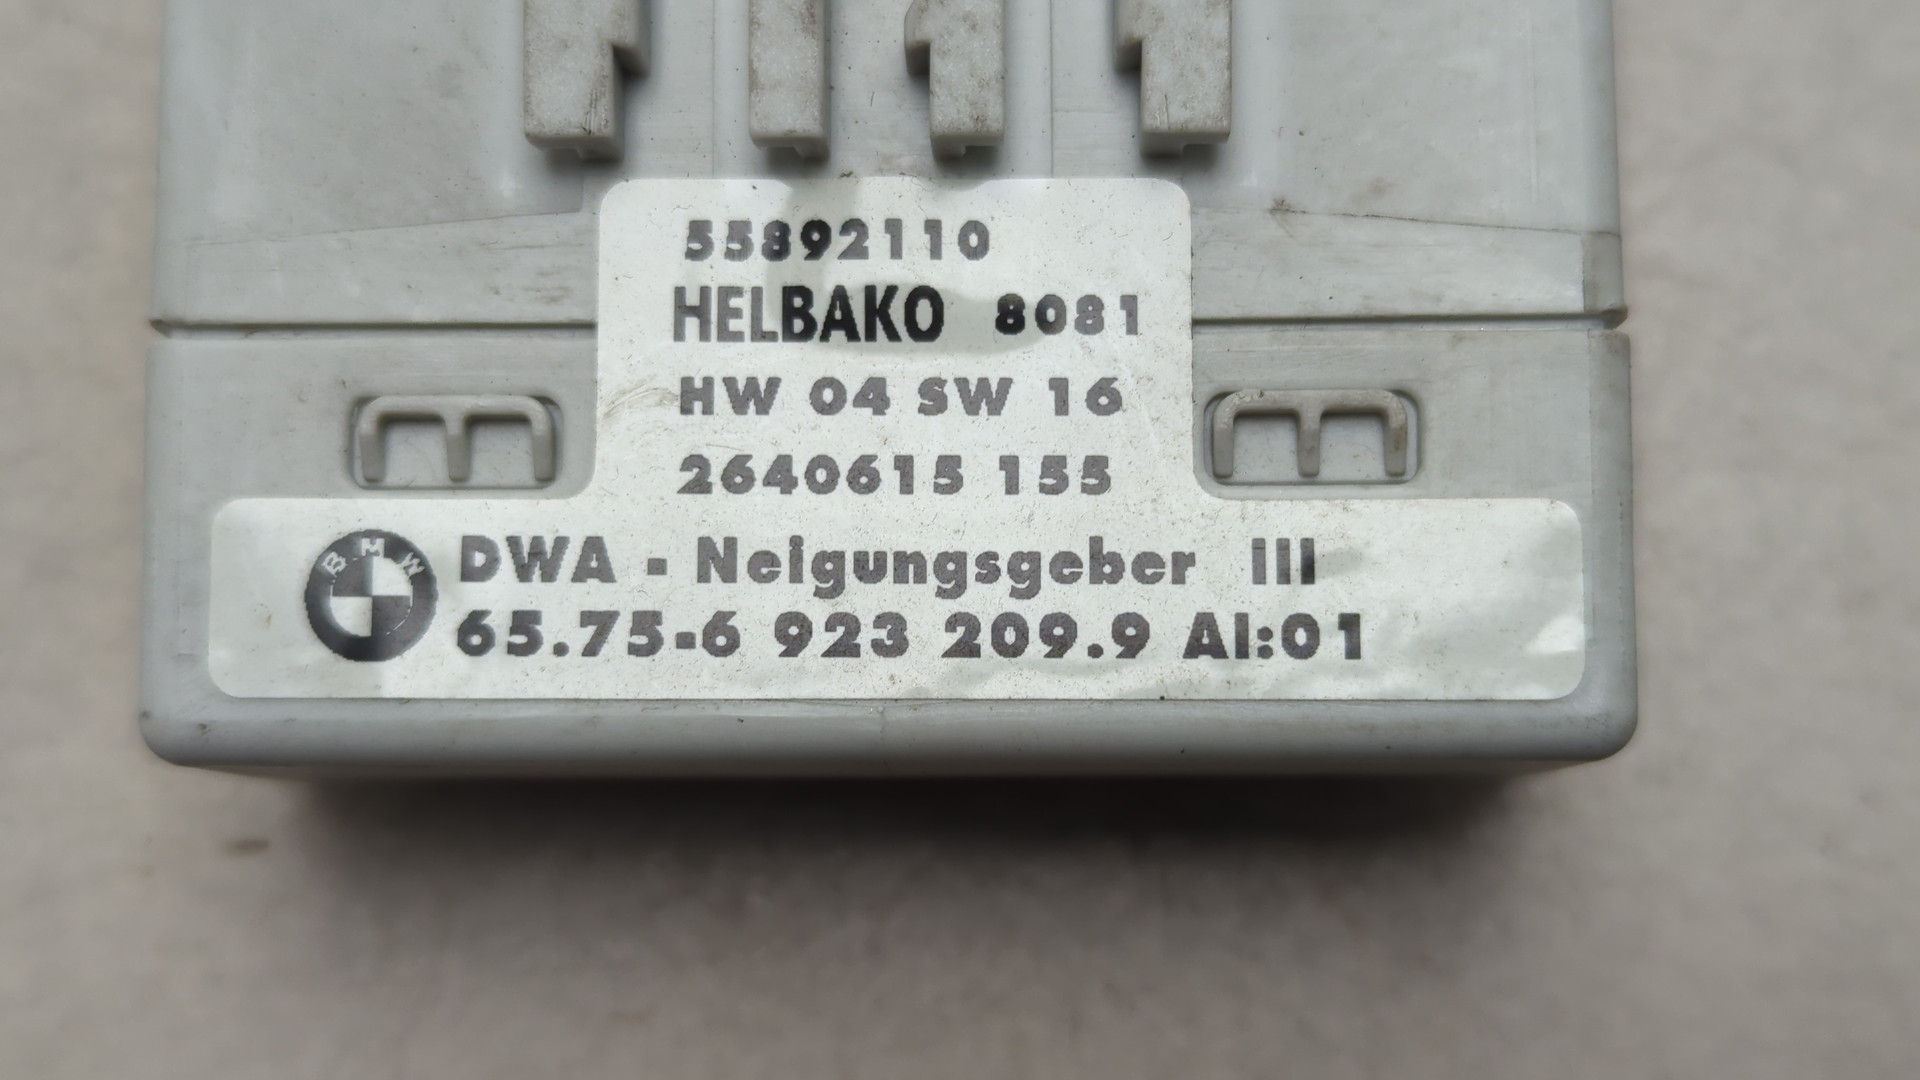 55892110
HELBAKO 8081
HW 04 SW 16
2640615 155
BMW
DWA - Neigungsgeber III
65.75-6 923 209.9 AI:01